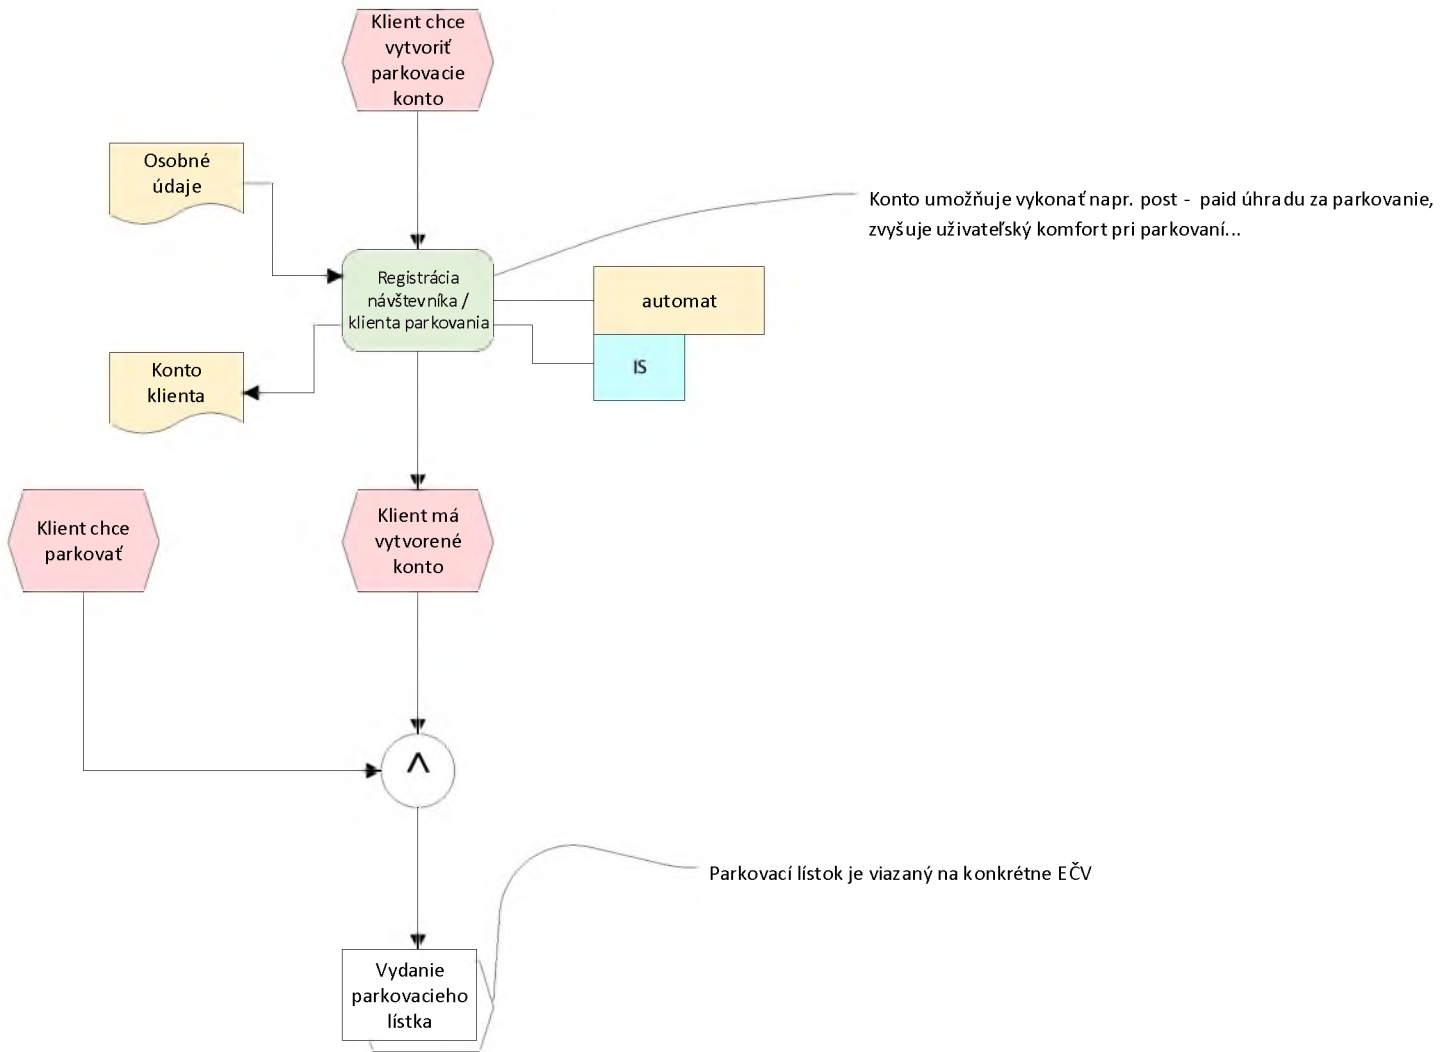 Klient chce
vytvoriť
parkovacie
konto
Osobné
údaje
Konto umožňuje vykonať napr. post - paid úhradu za parkovanie,
zvyšuje uživateľský komfort pri parkovaní...
Registrácia
návštevníka /
klienta parkovania
automat
IS
Konto
klienta
Klient chce
parkovať
Klient má
vytvorené
konto
^
Parkovací lístok je viazaný na konkrétne EČV
Vydanie
parkovacieho
lístka